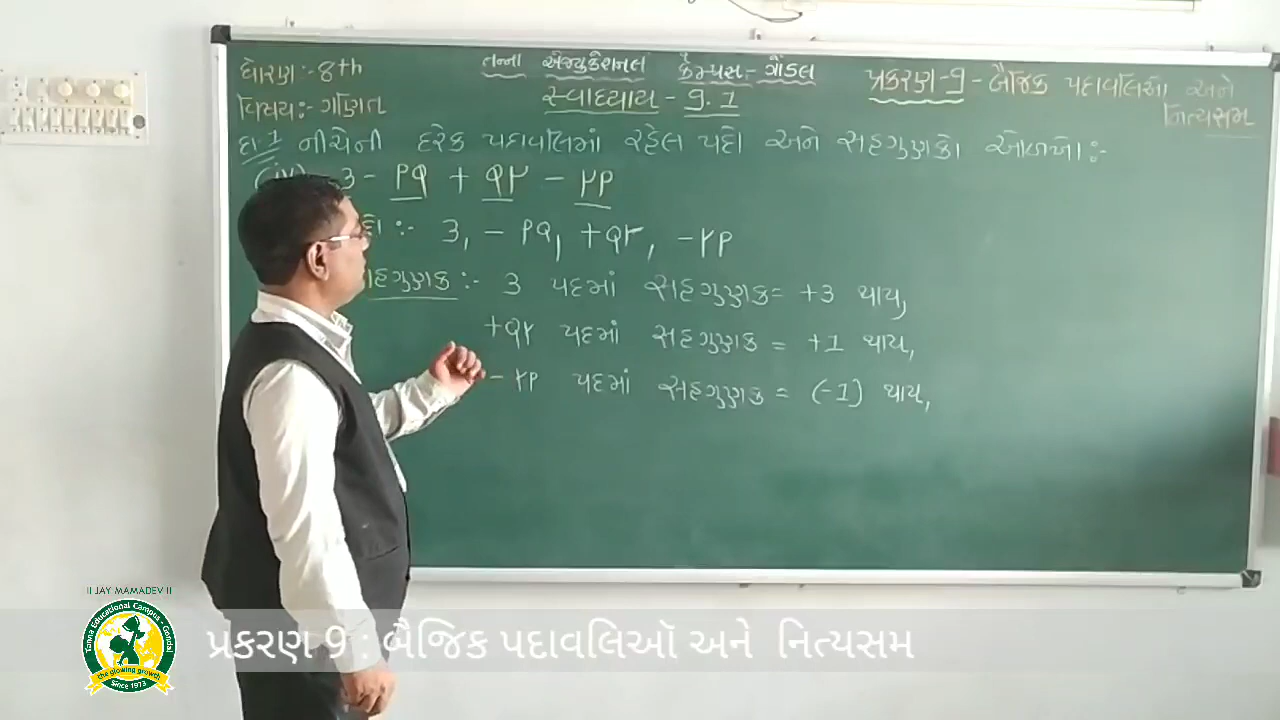 ધોરણ:-8th
તન્ના એજ્યુકેશનલ કેમ્પસ:- ગોંડલ
પ્રકરણ-9 - બૈજિક પદાવલિઓ અને નિત્યસમ
વિષય:- ગણિત
સ્વાધ્યાય - 9.1
દા.1 નીચેની દરેક પદાવલિમાં રહેલ પદો અને સહગુણકો ઓળખો:-
3 - pq + qr - rp
:- 3, - pq, +qr, -rp
સહગુણક :- 3 પદમાં સહગુણક = +3 થાય,
+qr પદમાં સહગુણક = +1 થાય,
- rp પદમાં સહગુણક = (-1) થાય,
II JAY MAMADEV II
Tanna Educational Campus - Gondal
the glowing growth
Since 1973
પ્રકરણ 9 : બૈજિક પદાવલિઓ અને નિત્યસમ